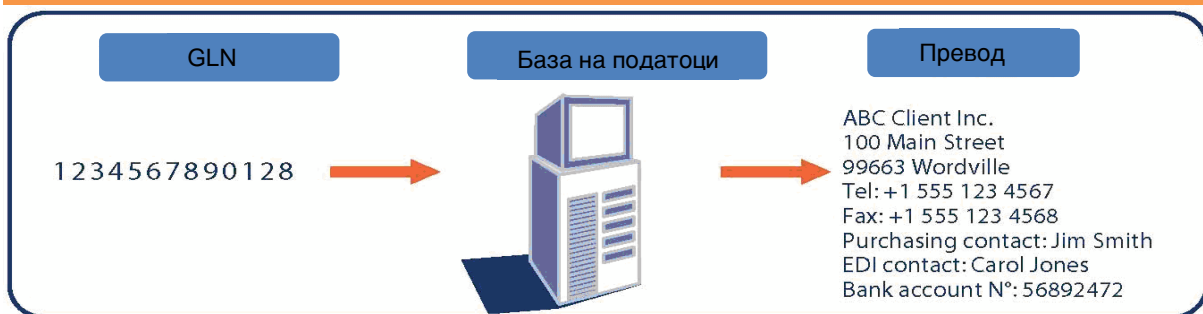 GLN
База на податоци
Превод
1234567890128
ABC Client Inc.
100 Main Street
99663 Wordville
Tel: +1 555 123 4567
Fax: +1 555 123 4568
Purchasing contact: Jim Smith
EDI contact: Carol Jones
Bank account N°: 56892472